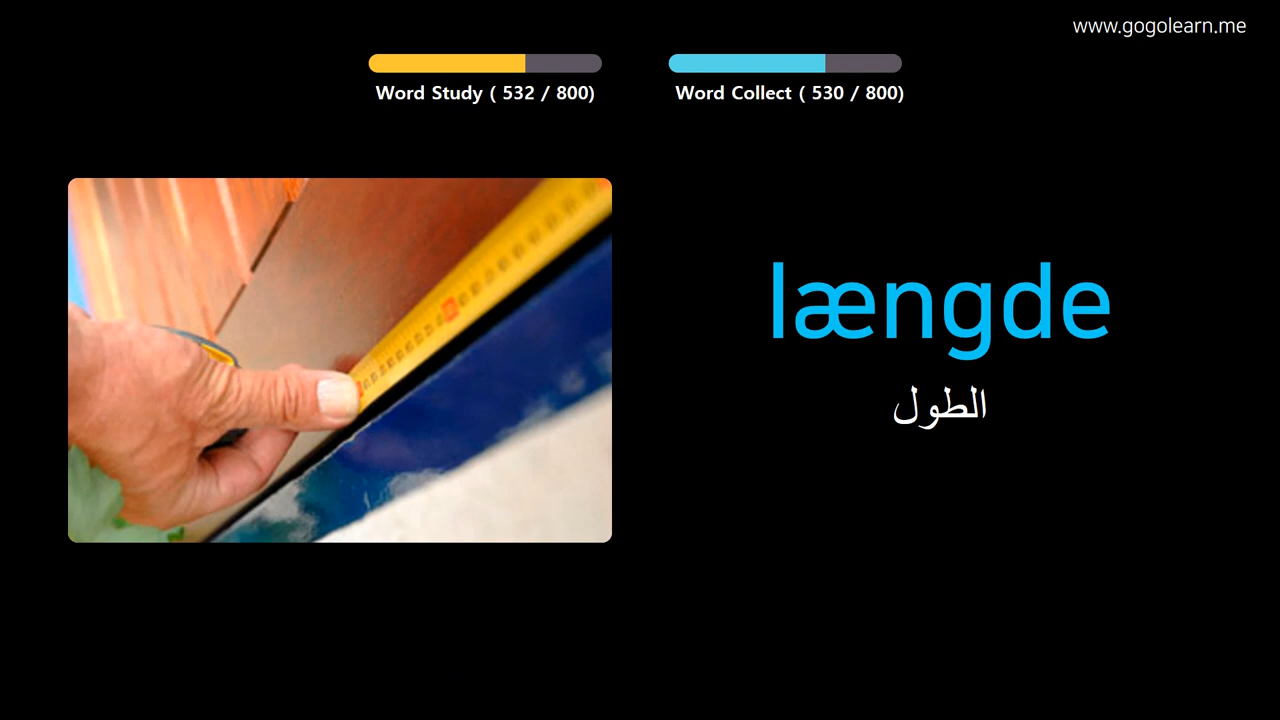 www.gogolearn.me
Word Study ( 532 / 800)
Word Collect ( 530 / 800)
længde
الطول